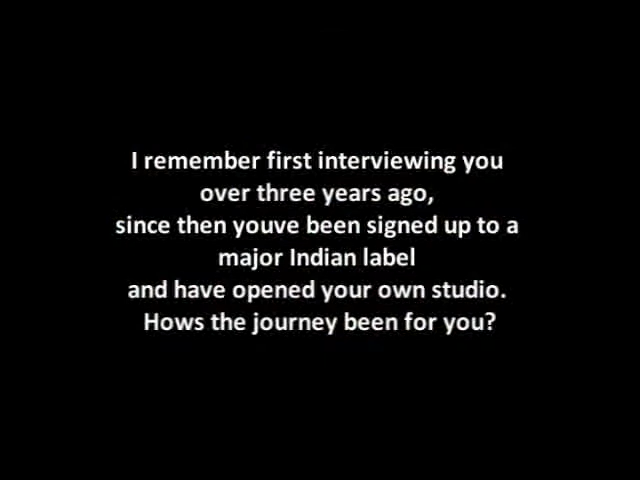 I remember first interviewing you
over three years ago,
since then youve been signed up to a
major Indian label
and have opened your own studio.
Hows the journey been for you?